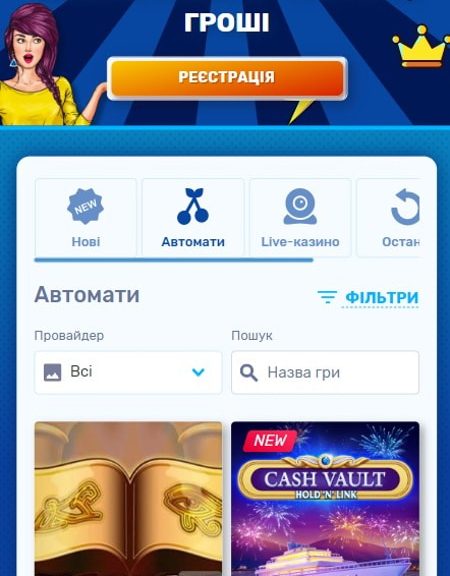 ГРОШІ
РЕЄСТРАЦІЯ
NEW
Нові
Автомати
Live-казино
Остан
Автомати
ФІЛЬТРИ
Провайдер
Пошук
Всі
Назва гри
NEW
CASH VAULT
HOLD 'N' LINK